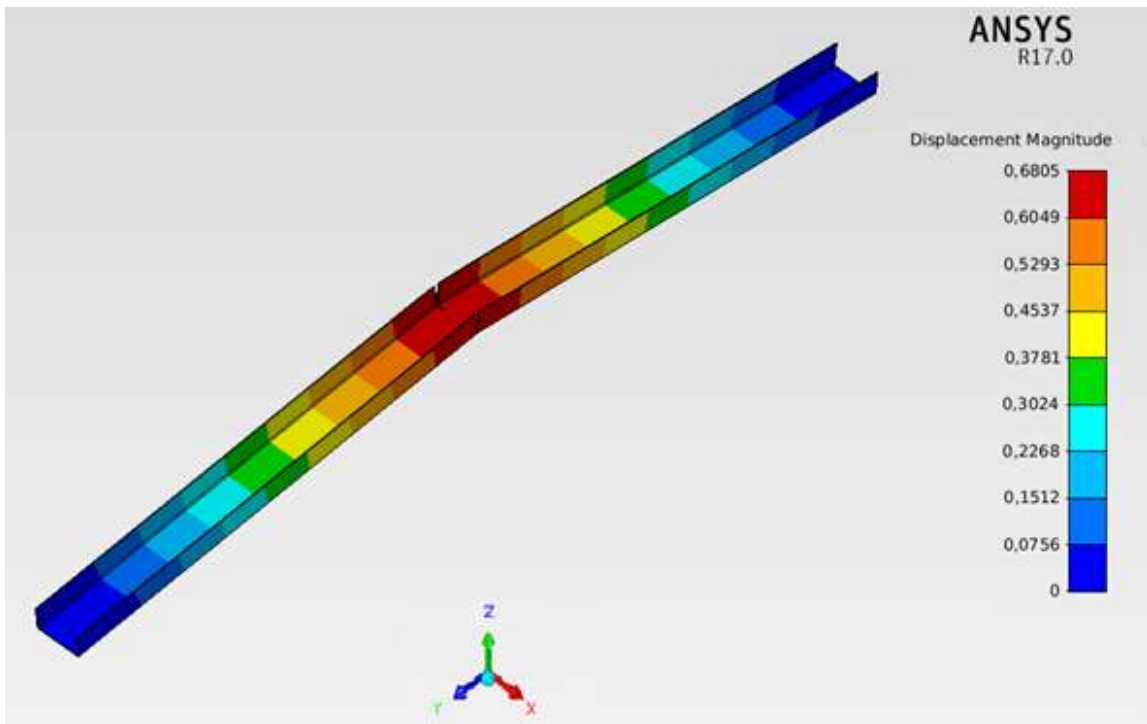 ANSYS
R17.0
Displacement Magnitude
0,6805
0,6049
0,5293
0,4537
0,3781
0,3024
0,2268
0,1512
0,0756
0
Z
Y
X